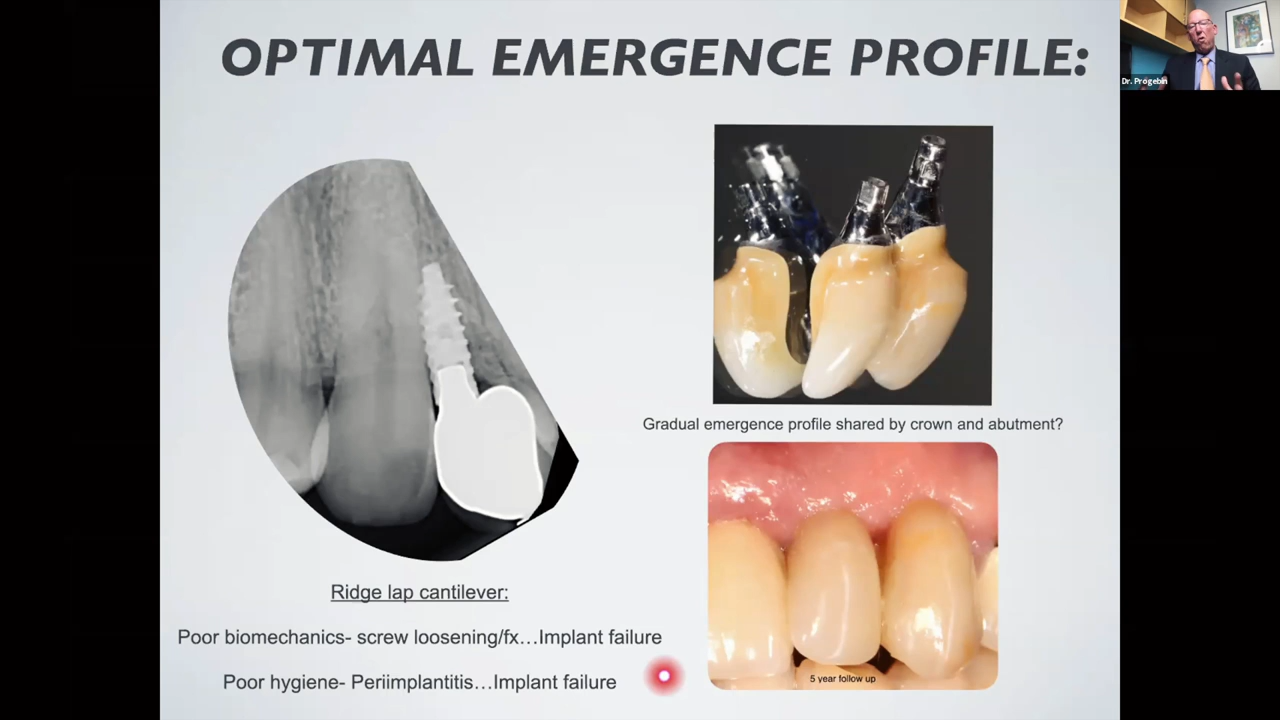 OPTIMAL EMERGENCE PROFILE:
Dr. Progebin
Gradual emergence profile shared by crown and abutment?
Ridge lap cantilever:
Poor biomechanics- screw loosening/fx...Implant failure
Poor hygiene- Periimplantitis...Implant failure
5 year follow up